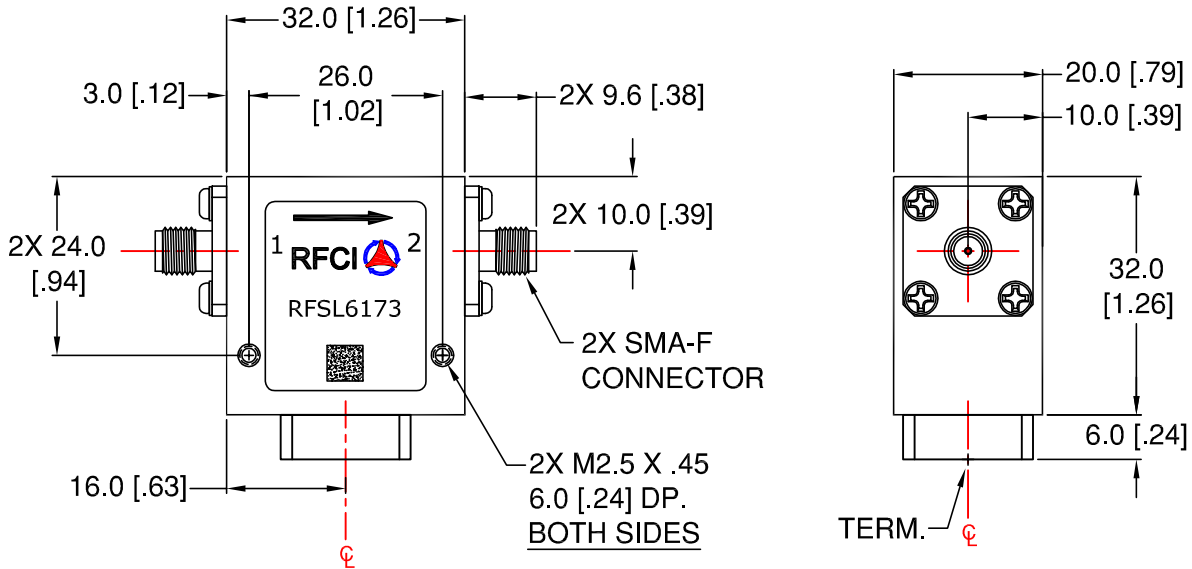 32.0 [1.26]
3.0 [.12]
26.0
[1.02]
2X 9.6 [.38]
2X 24.0
[.94]
2X 10.0 [.39]
1
RFCI
2
RFSL6173
2X SMA-F
CONNECTOR
2X M2.5 X .45
6.0 [.24] DP.
BOTH SIDES
16.0 [.63]
℄
20.0 [.79]
10.0 [.39]
32.0
[1.26]
6.0 [.24]
TERM.
℄